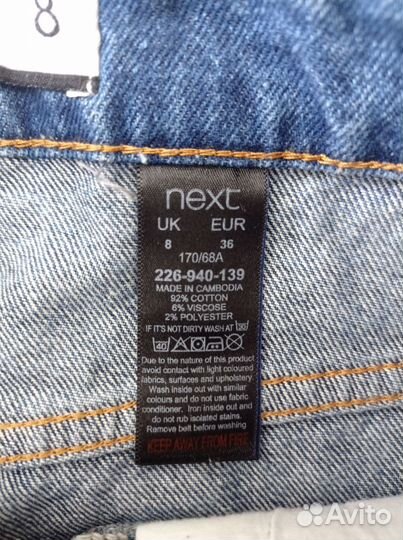 8
next
UK EUR
8 36
170/68A
226-940-139
MADE IN CAMBODIA
92% COTTON
6% VISCOSE
2% POLYESTER
IF IT'S NOT DIRTY WASH AT 30
40
Due to the nature of this product
avoid contact with light coloured
fabrics, surfaces and upholstery.
Wash inside out with similar
colours and do not use fabric
conditioner. Iron inside out and
do not rub isolated stains.
Remove belt before washing
KEEP AWAY FROM FIRE
Avito